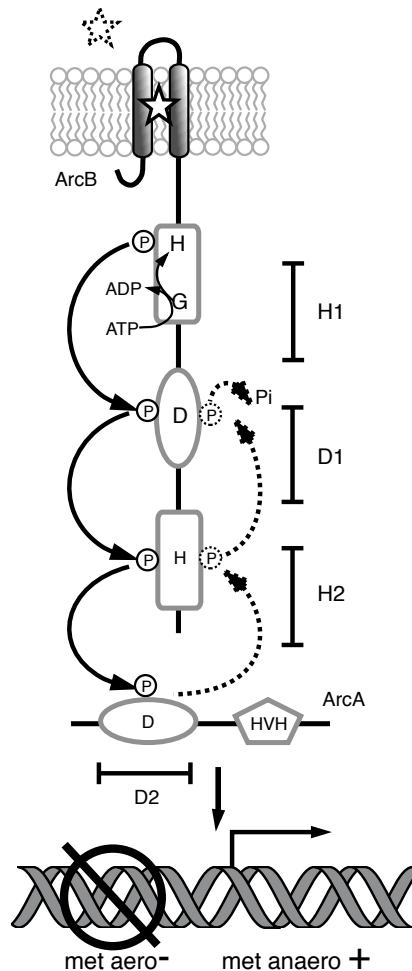 ArcB
P
H
ADP
G
ATP
H1
Pi
P
D
P
D1
P
H
P
H2
P
ArcA
D
HVH
D2
met aero-
met anaero +